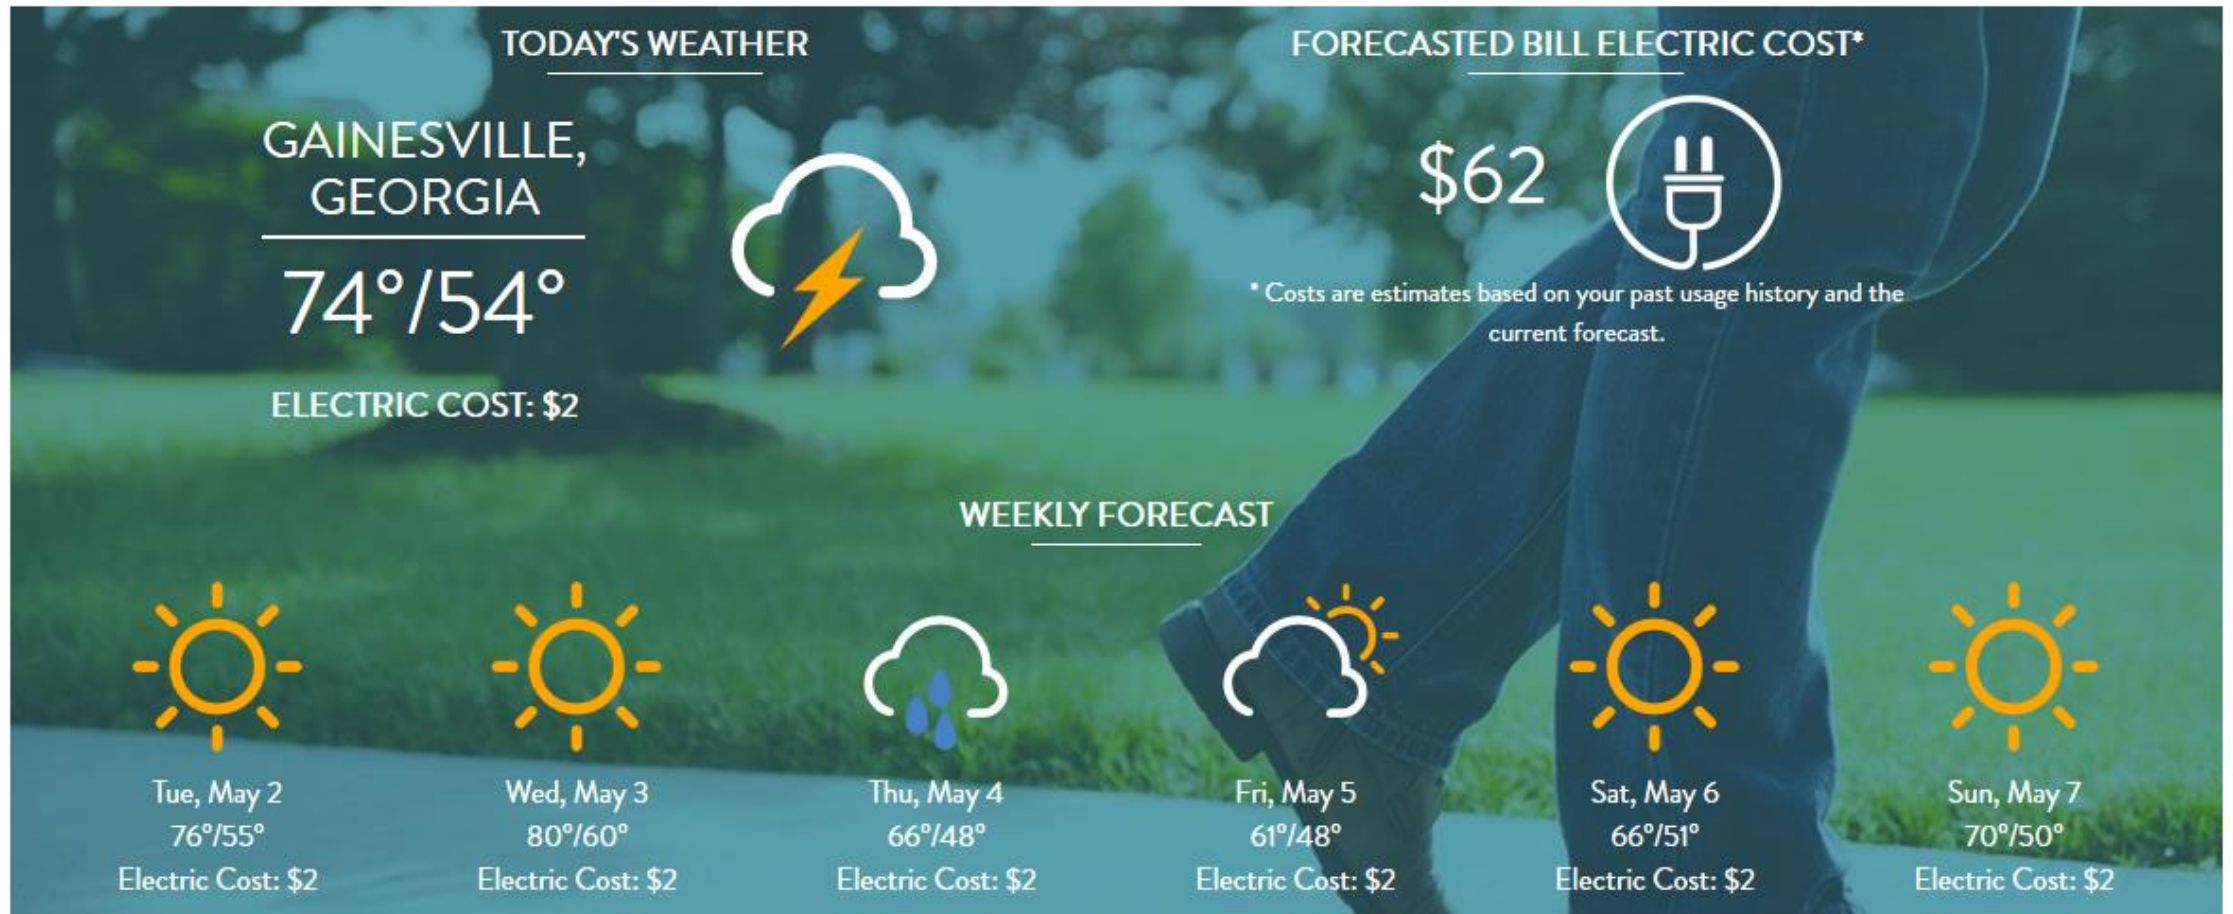 TODAY'S WEATHER
GAINESVILLE,
GEORGIA
74°/54°
ELECTRIC COST: $2
FORECASTED BILL ELECTRIC COST*
$62
* Costs are estimates based on your past usage history and the
current forecast.
WEEKLY FORECAST
Tue, May 2
76°/55°
Electric Cost: $2
Wed, May 3
80°/60°
Electric Cost: $2
Thu, May 4
66°/48°
Electric Cost: $2
Fri, May 5
61°/48°
Electric Cost: $2
Sat, May 6
66°/51°
Electric Cost: $2
Sun, May 7
70°/50°
Electric Cost: $2